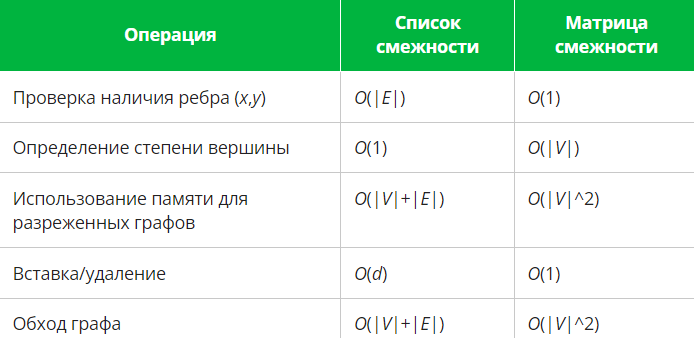 Операция Список смежности Матрица смежности
Проверка наличия ребра (x,y) O(|E|) O(1)
Определение степени вершины O(1) O(|V|)
Использование памяти для разреженных графов O(|V|+|E|) O(|V|^2)
Вставка/удаление O(d) O(1)
Обход графа O(|V|+|E|) O(|V|^2)